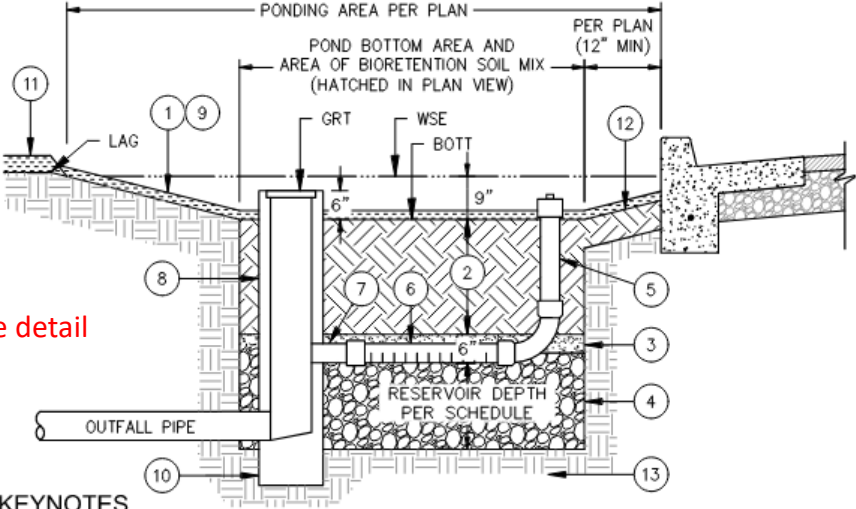 PONDING AREA PER PLAN
PER PLAN
(12" MIN)
POND BOTTOM AREA AND
AREA OF BIORETENTION SOIL MIX
(HATCHED IN PLAN VIEW)
11
1
9
GRT
WSE
12
LAG
BOTT
6"
9"
8
7
6
2
5
e detail
6"
3
RESERVOIR DEPTH
PER SCHEDULE
4
OUTFALL PIPE
10
13
KEYNOTES